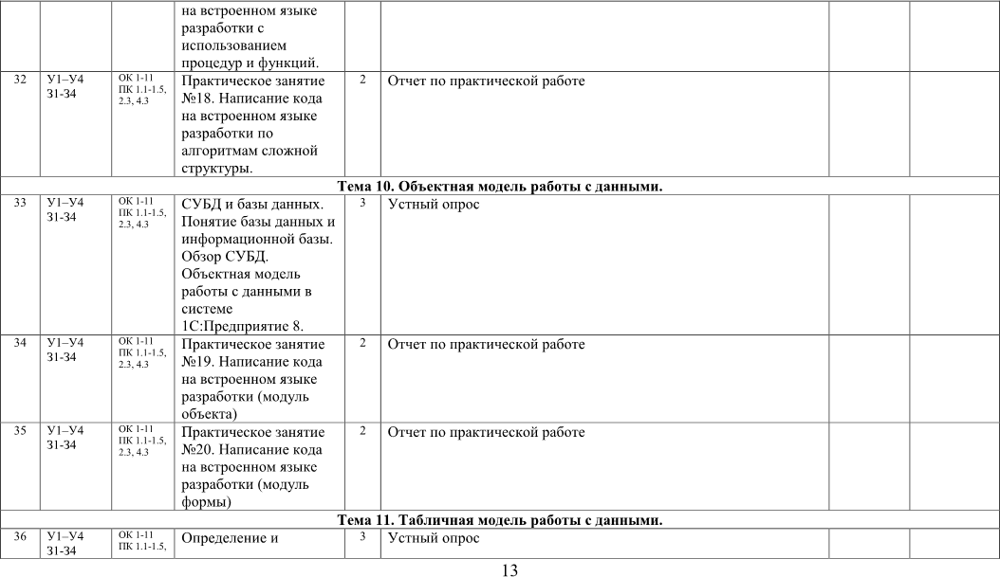 на встроенном языке
разработки с
использованием
процедур и функций.
32 У1–У4 ОК 1-11 Практическое занятие 2 Отчет по практической работе
З1-З4 ПК 1.1-1.5, №18. Написание кода
2.3, 4.3 на встроенном языке
разработки по
алгоритмам сложной
структуры.
Тема 10. Объектная модель работы с данными.
33 У1–У4 ОК 1-11 СУБД и базы данных. 3 Устный опрос
З1-З4 ПК 1.1-1.5, Понятие базы данных и
2.3, 4.3 информационной базы.
Обзор СУБД.
Объектная модель
работы с данными в
системе
1С:Предприятие 8.
34 У1–У4 ОК 1-11 Практическое занятие 2 Отчет по практической работе
З1-З4 ПК 1.1-1.5, №19. Написание кода
2.3, 4.3 на встроенном языке
разработки (модуль
объекта)
35 У1–У4 ОК 1-11 Практическое занятие 2 Отчет по практической работе
З1-З4 ПК 1.1-1.5, №20. Написание кода
2.3, 4.3 на встроенном языке
разработки (модуль
формы)
Тема 11. Табличная модель работы с данными.
36 У1–У4 ОК 1-11 Определение и 3 Устный опрос
З1-З4 ПК 1.1-1.5,
13